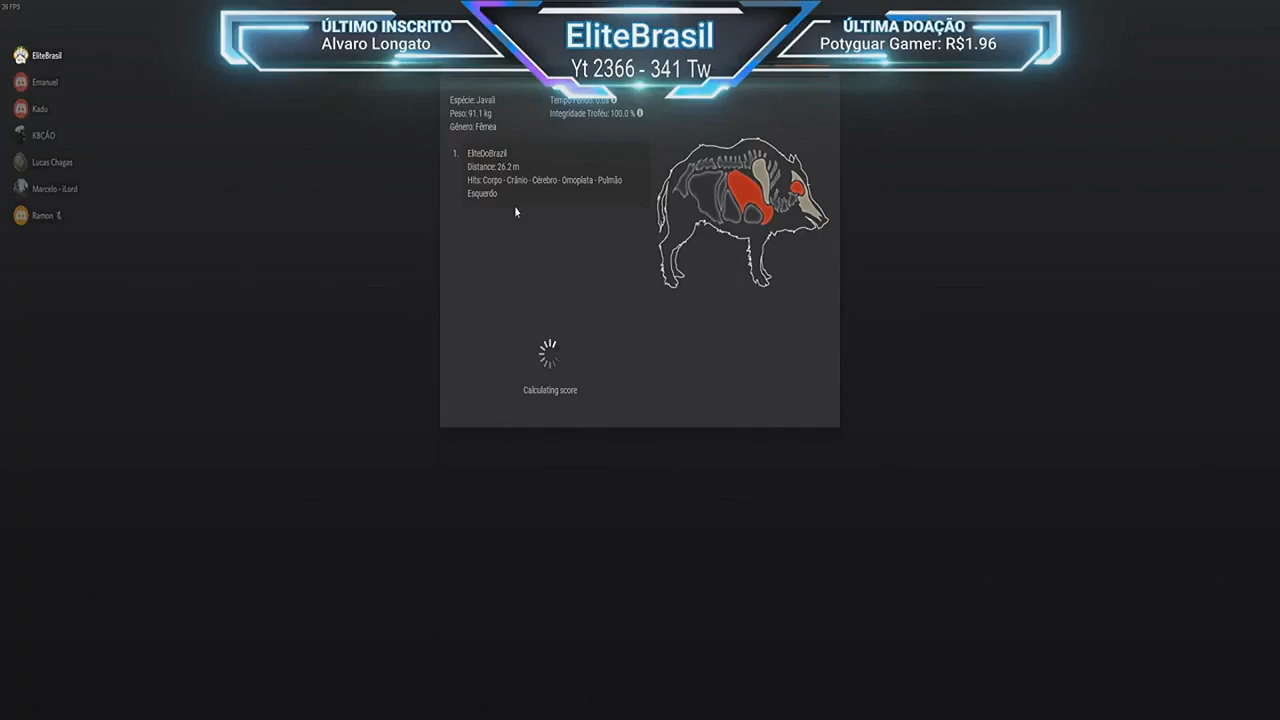 26 FPS
ÚLTIMO INSCRITO
Alvaro Longato
EliteBrasil
Yt 2366 - 341 Tw
ÚLTIMA DOAÇÃO
Potyguar Gamer: R$1.96
EliteBrasil
Emanuel
Kadu
KBÇÃO
Lucas Chagas
Marcelo - iLord
Ramon
Espécie: Javali
Peso: 91.1 kg
Gênero: Fêmea
Integridade Troféu: 100.0 %
1. EliteDoBrazil
Distance: 26.2 m
Hits: Corpo - Crânio - Cérebro - Omoplata - Pulmão
Esquerdo
Calculating score